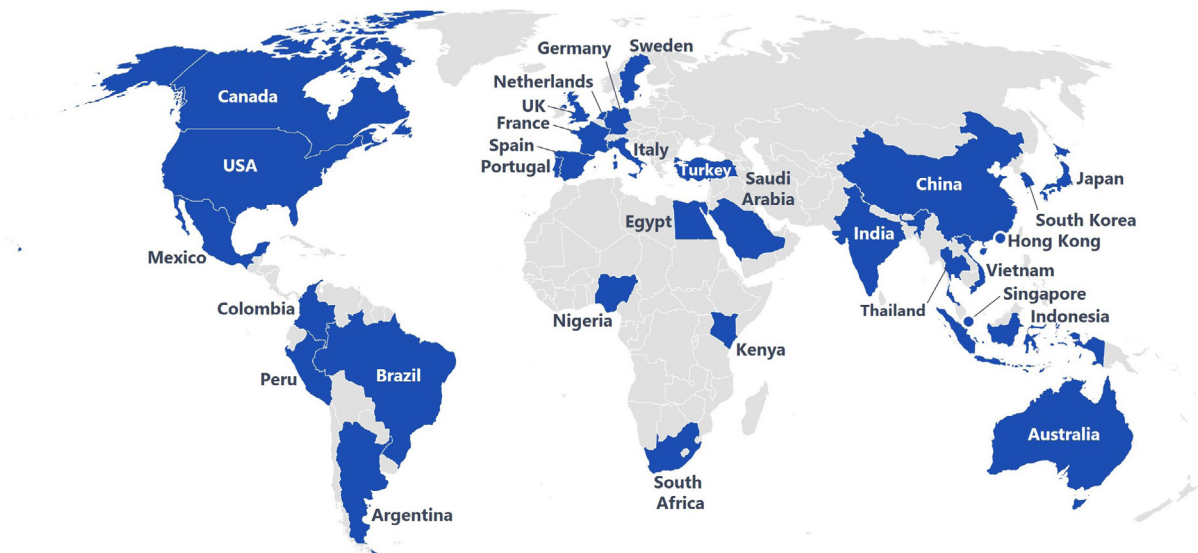 Canada
USA
Mexico
Colombia
Peru
Brazil
Argentina
Germany
Sweden
Netherlands
UK
France
Spain
Portugal
Italy
Turkey
Saudi
Arabia
Egypt
Nigeria
Kenya
South
Africa
China
Japan
South Korea
Hong Kong
India
Vietnam
Thailand
Singapore
Indonesia
Australia